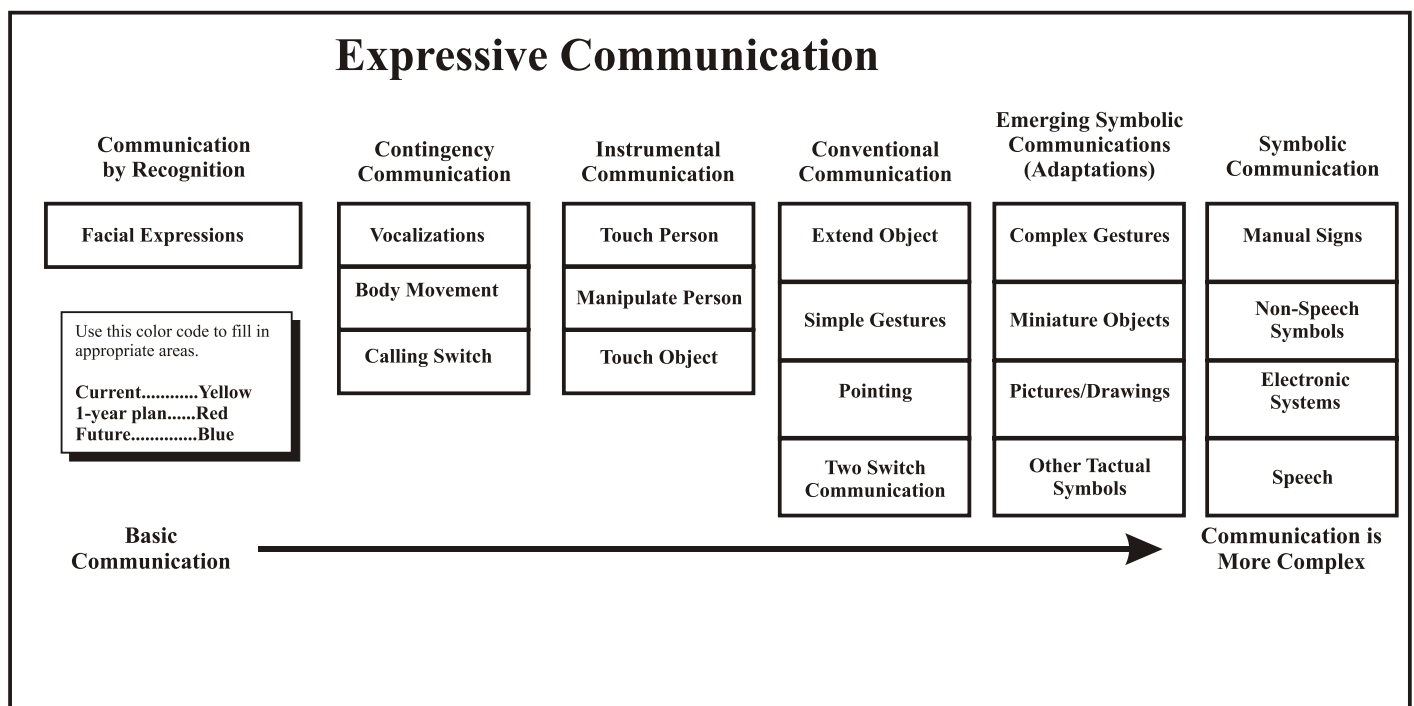 Expressive Communication
Communication
by Recognition
Facial Expressions
Contingency
Communication
Vocalizations
Body Movement
Calling Switch
Instrumental
Communication
Touch Person
Manipulate Person
Touch Object
Conventional
Communication
Extend Object
Simple Gestures
Pointing
Two Switch
Communication
Emerging Symbolic
Communications
(Adaptations)
Complex Gestures
Miniature Objects
Pictures/Drawings
Other Tactual
Symbols
Symbolic
Communication
Manual Signs
Non-Speech
Symbols
Electronic
Systems
Speech
Use this color code to fill in
appropriate areas.
Current............Yellow
1-year plan......Red
Future..............Blue
Basic
Communication
Communication is
More Complex